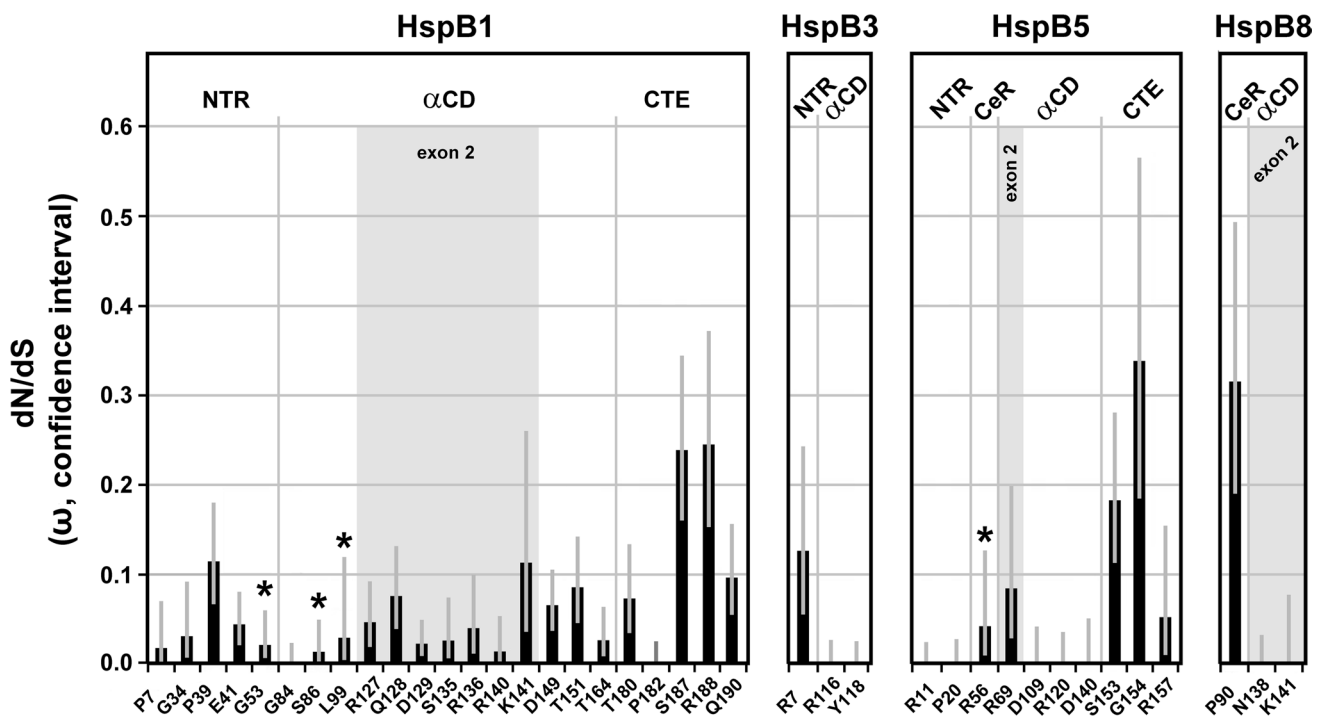 HspB1 HspB3 HspB5 HspB8
NTR αCD CTE NTR αCD NTR CeR αCD CTE CeR αCD
exon 2 exon 2 exon 2
dN/dS
(ω, confidence interval)
0.6
0.5
0.4
0.3
0.2
0.1
0.0
* * * *
P7 G34 P39 E41 G53 G84 S86 L99 R127 Q128 D129 S135 R136 R140 K141 D149 T151 T164 T180 P182 S187 R188 Q190 R7 R116 Y118 R11 P20 R56 R69 D109 R120 D140 S153 G154 R157 P90 N138 K141